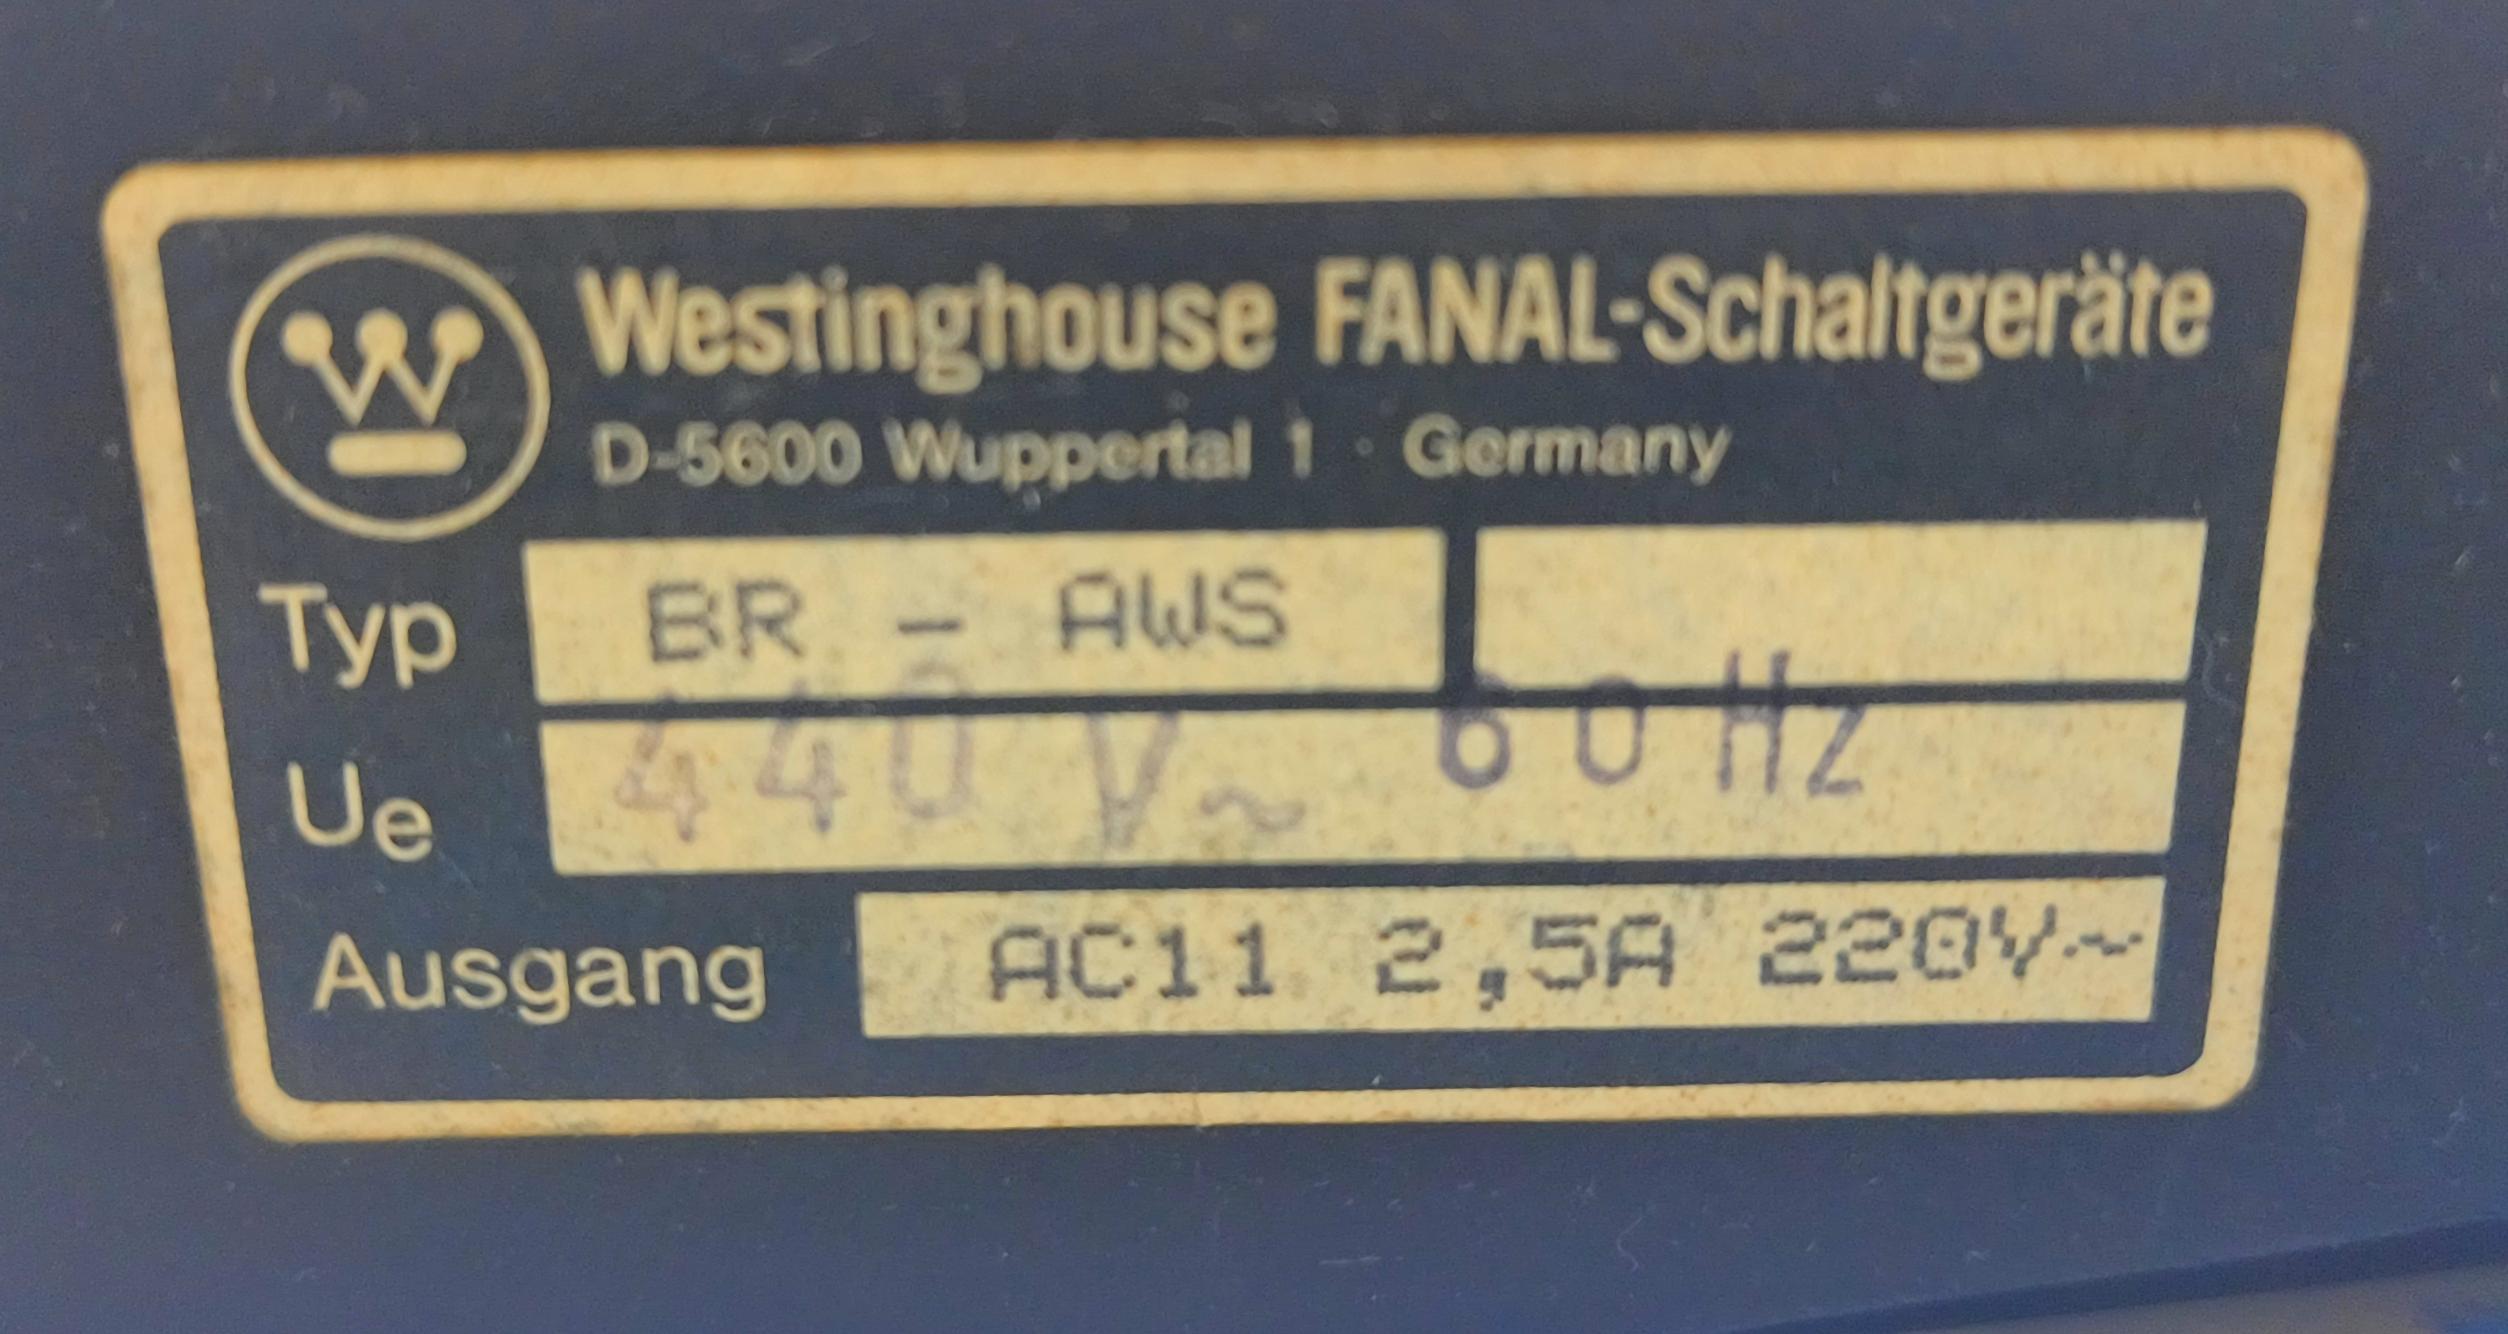 Westinghouse FANAL-Schaltgeräte
D-5600 Wuppertal 1 · Germany
Typ BR - AWS
Ue 440 V~ 60 Hz
Ausgang AC11 2,5A 220V~